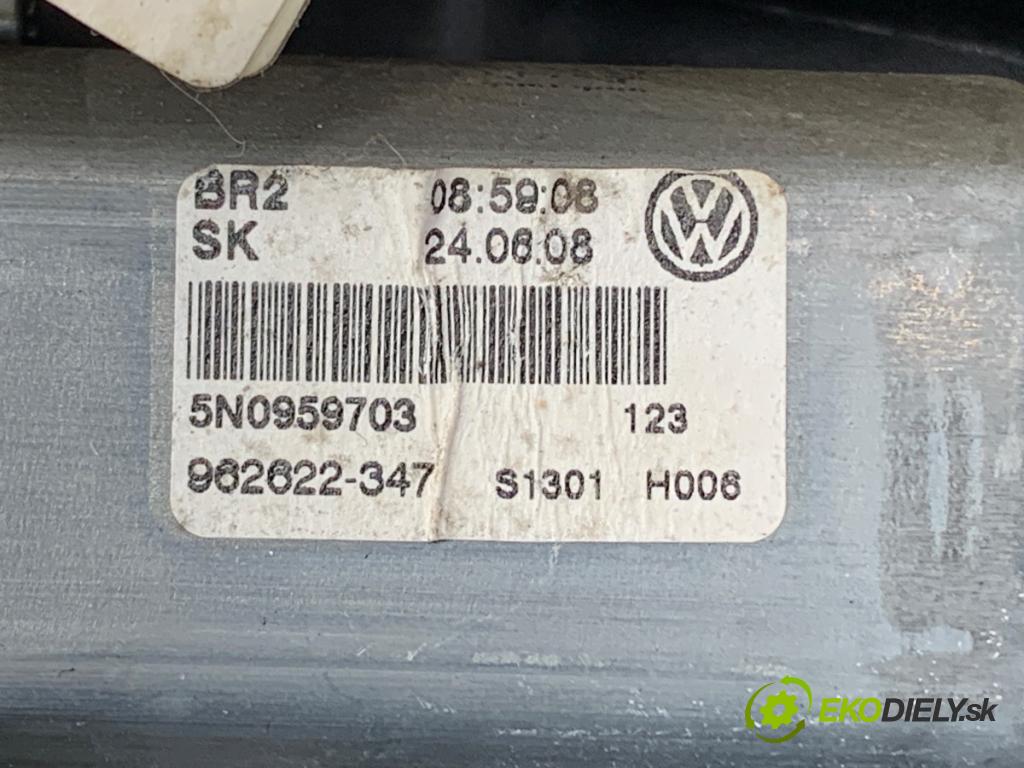 BR2 08:59:08
SK 24.06.08
5N0959703 123
962622-347 S1301 H006
EKODIELY.sk